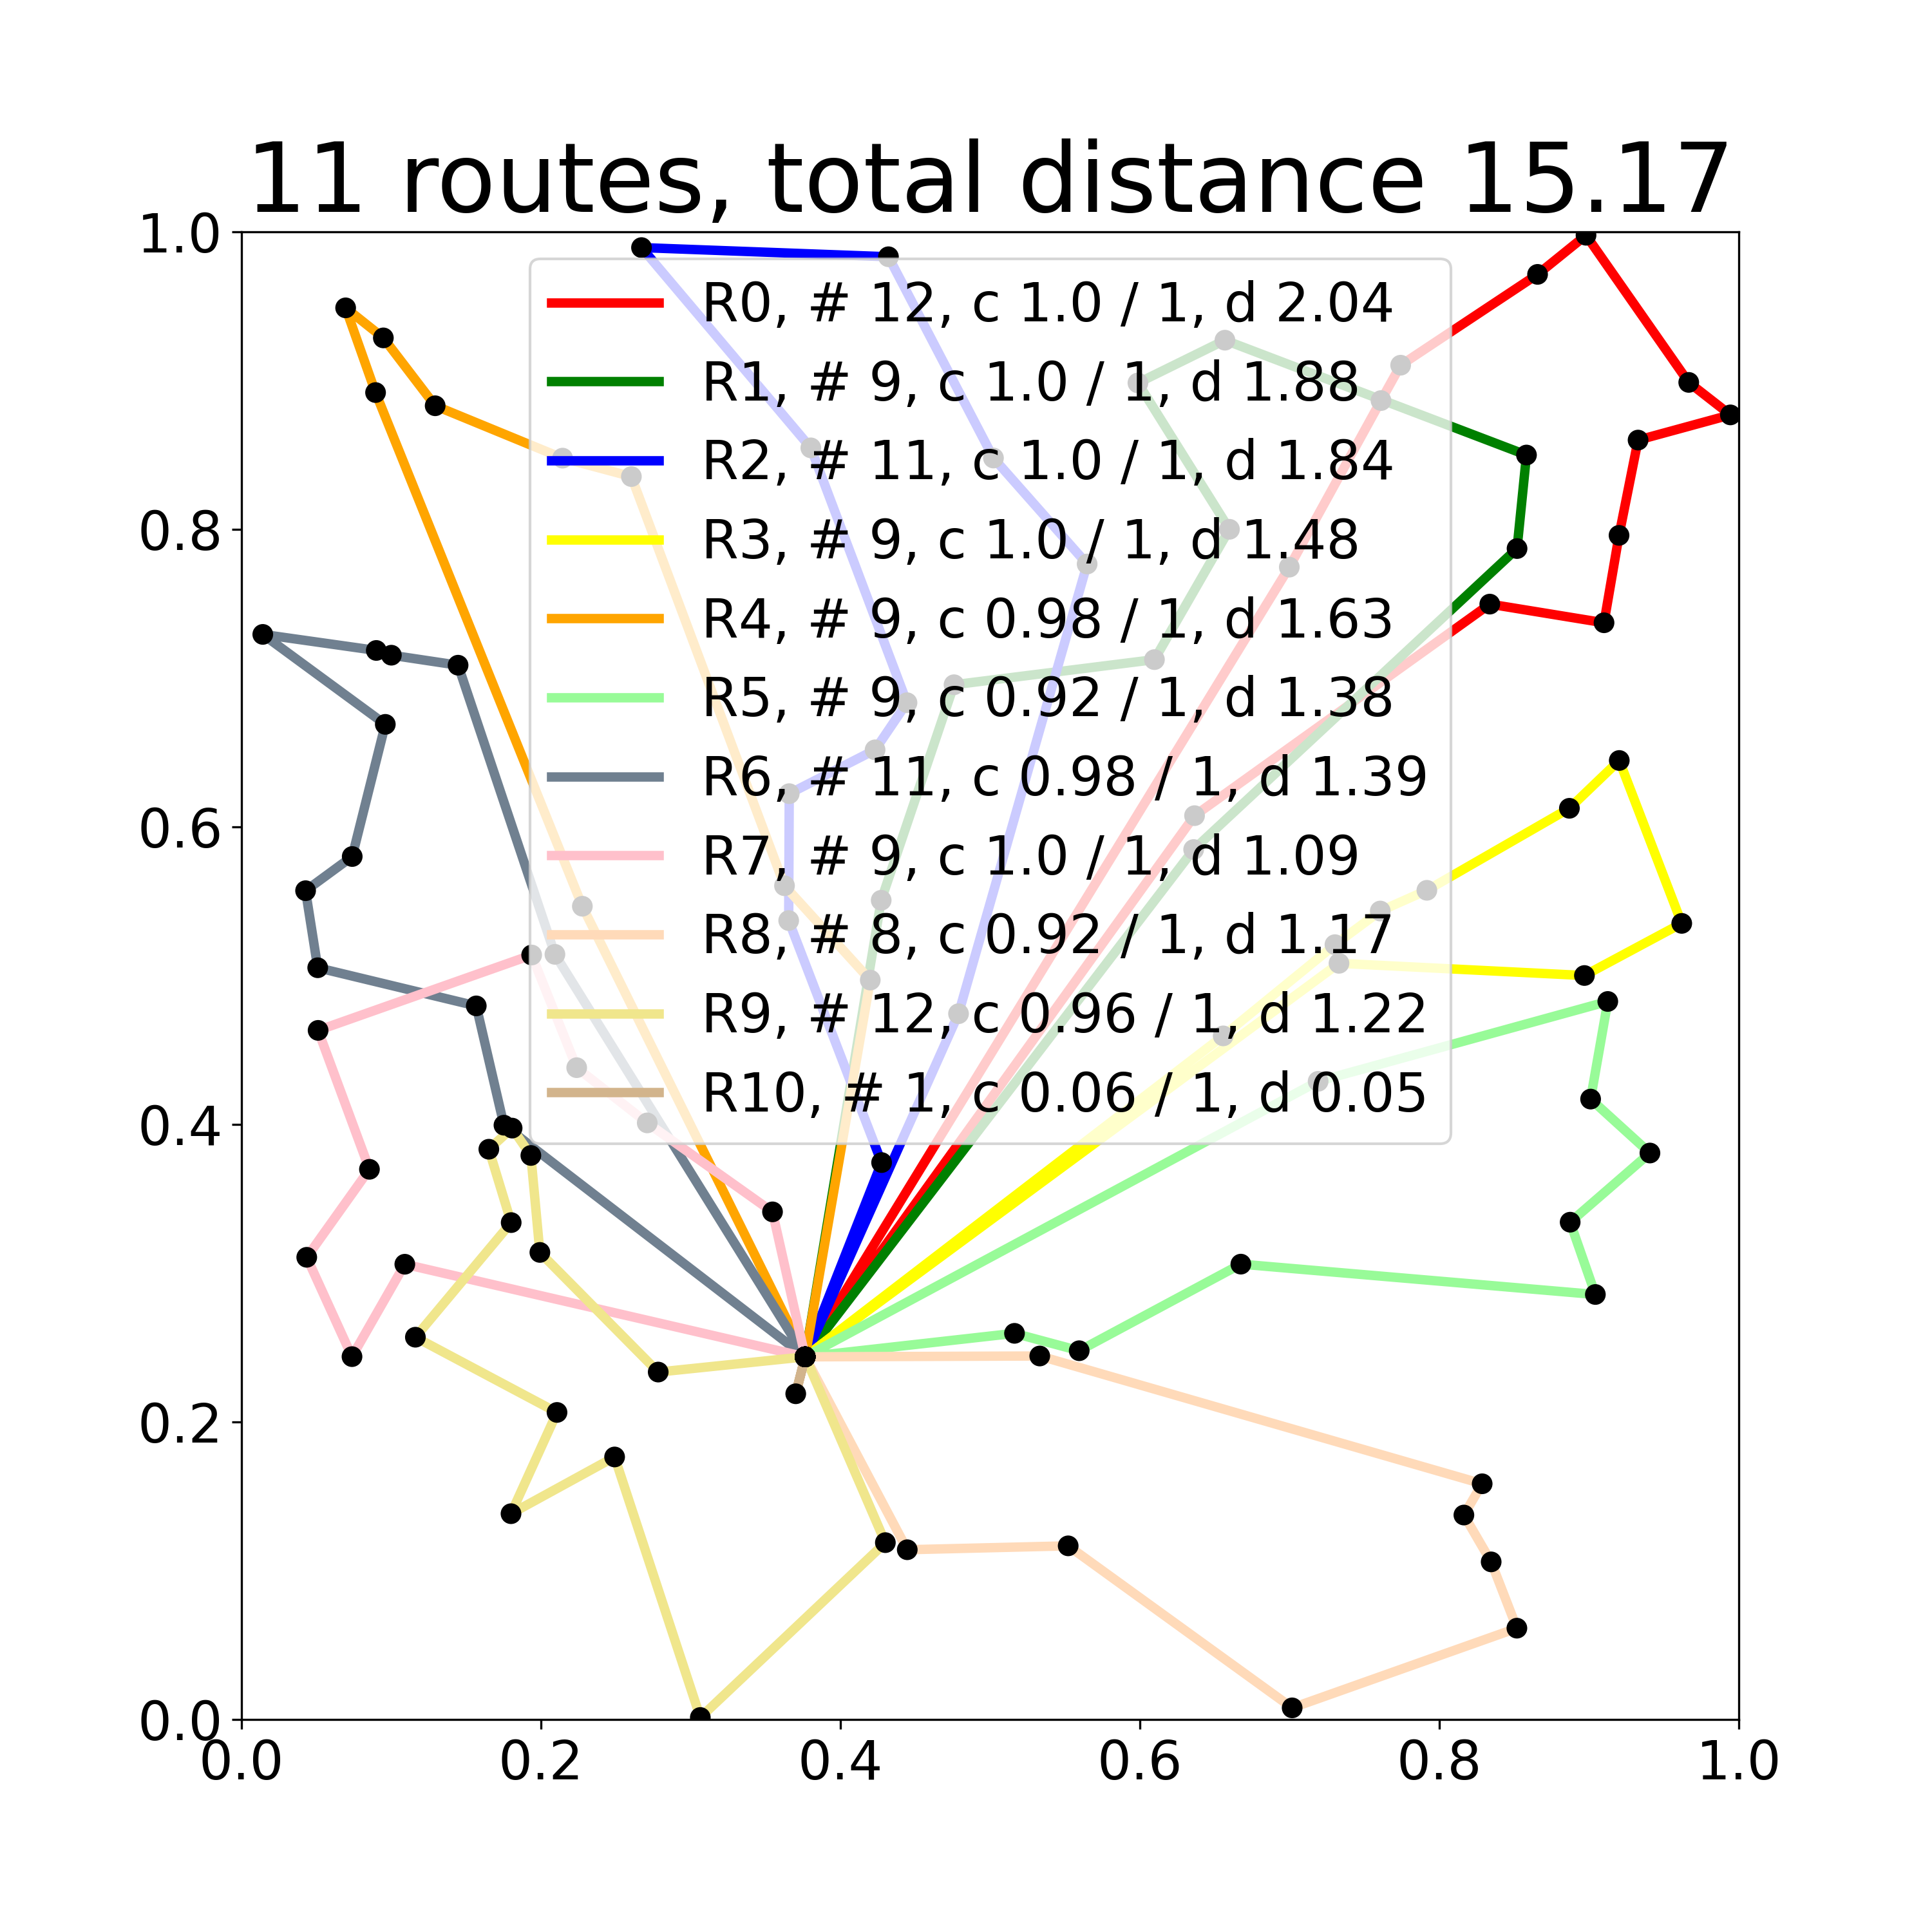 11 routes, total distance 15.17
R0, # 12, c 1.0 / 1, d 2.04
R1, # 9, c 1.0 / 1, d 1.88
R2, # 11, c 1.0 / 1, d 1.84
R3, # 9, c 1.0 / 1, d 1.48
R4, # 9, c 0.98 / 1, d 1.63
R5, # 9, c 0.92 / 1, d 1.38
R6, # 11, c 0.98 / 1, d 1.39
R7, # 9, c 1.0 / 1, d 1.09
R8, # 8, c 0.92 / 1, d 1.17
R9, # 12, c 0.96 / 1, d 1.22
R10, # 1, c 0.06 / 1, d 0.05
1.0
0.8
0.6
0.4
0.2
0.0
0.0 0.2 0.4 0.6 0.8 1.0